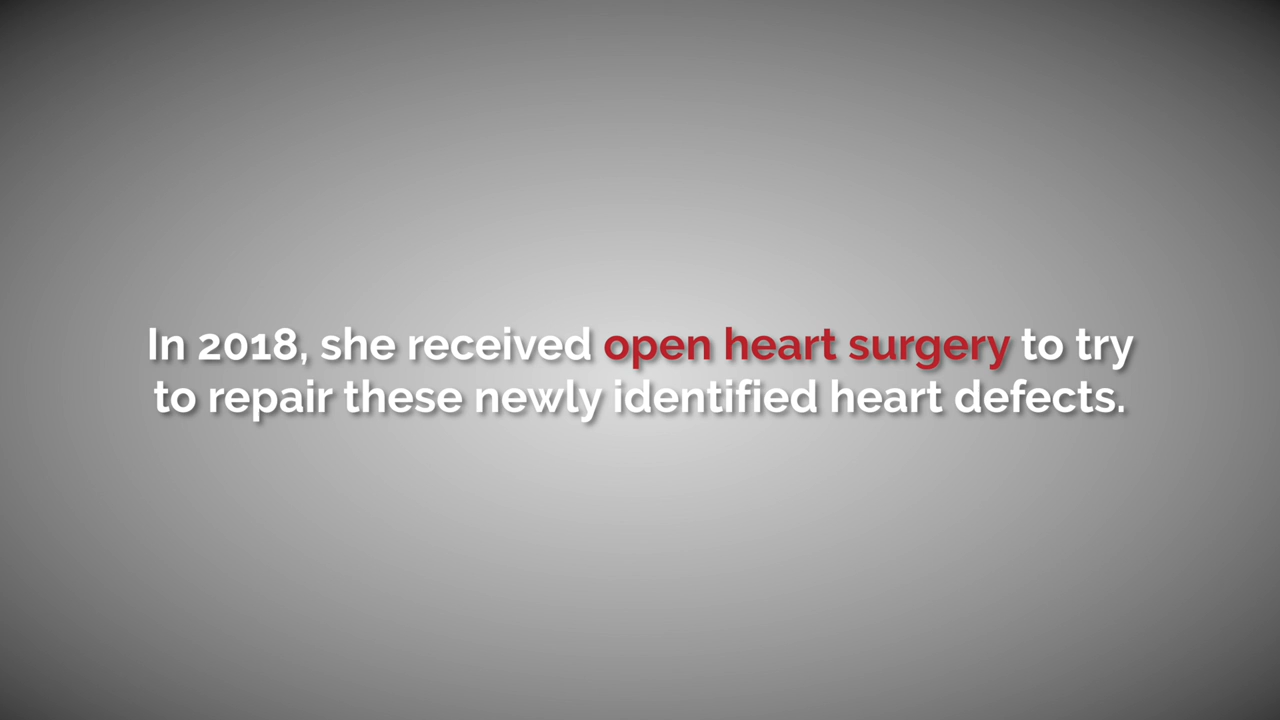 In 2018, she received open heart surgery to try
to repair these newly identified heart defects.